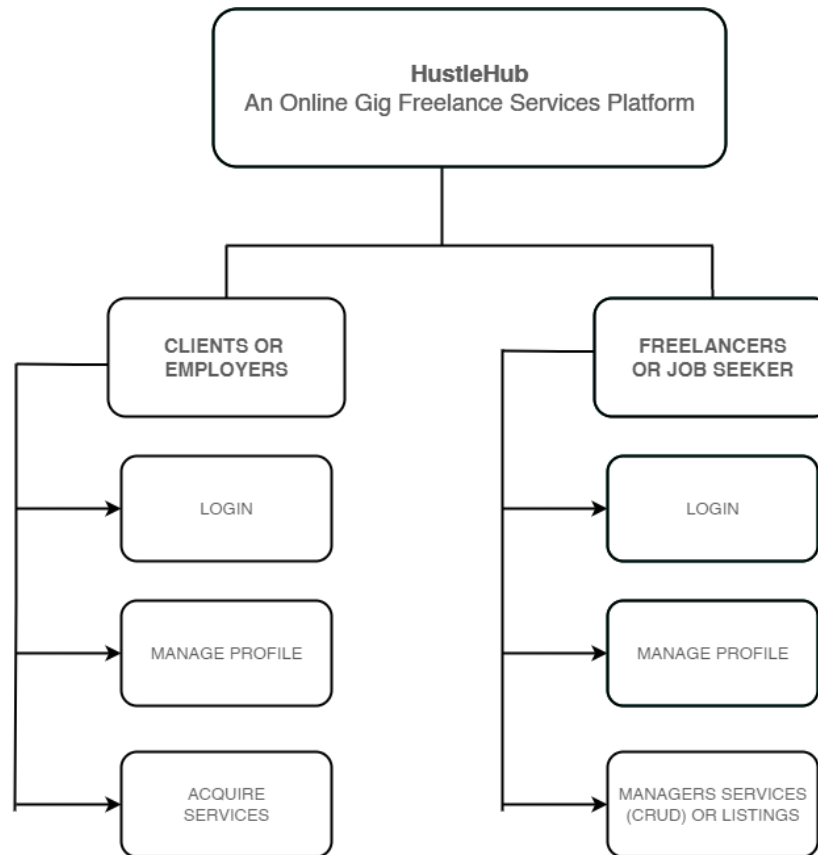 HustleHub
An Online Gig Freelance Services Platform
CLIENTS OR
EMPLOYERS
LOGIN
MANAGE PROFILE
ACQUIRE
SERVICES
FREELANCERS
OR JOB SEEKER
LOGIN
MANAGE PROFILE
MANAGERS SERVICES
(CRUD) OR LISTINGS